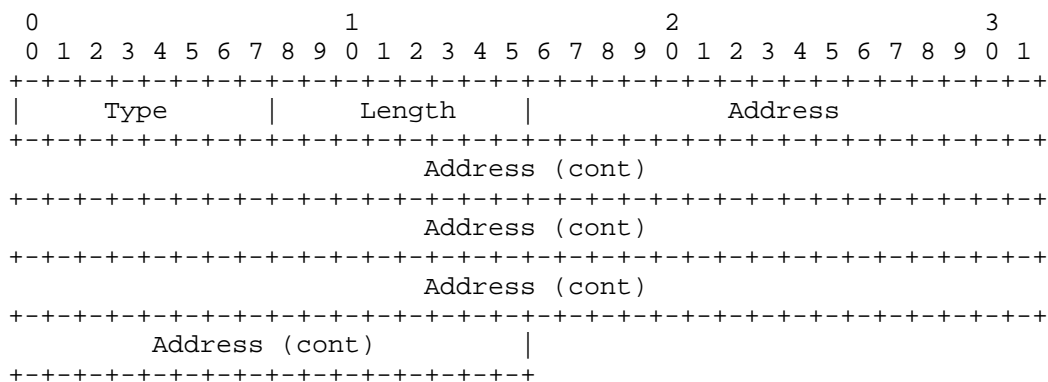 0                   1                   2                   3
 0 1 2 3 4 5 6 7 8 9 0 1 2 3 4 5 6 7 8 9 0 1 2 3 4 5 6 7 8 9 0 1
+-+-+-+-+-+-+-+-+-+-+-+-+-+-+-+-+-+-+-+-+-+-+-+-+-+-+-+-+-+-+-+-+
|     Type      |     Length    |            Address
+-+-+-+-+-+-+-+-+-+-+-+-+-+-+-+-+-+-+-+-+-+-+-+-+-+-+-+-+-+-+-+-+
                          Address (cont)
+-+-+-+-+-+-+-+-+-+-+-+-+-+-+-+-+-+-+-+-+-+-+-+-+-+-+-+-+-+-+-+-+
                          Address (cont)
+-+-+-+-+-+-+-+-+-+-+-+-+-+-+-+-+-+-+-+-+-+-+-+-+-+-+-+-+-+-+-+-+
                          Address (cont)
+-+-+-+-+-+-+-+-+-+-+-+-+-+-+-+-+-+-+-+-+-+-+-+-+-+-+-+-+-+-+-+-+
         Address (cont)         |
+-+-+-+-+-+-+-+-+-+-+-+-+-+-+-+-+